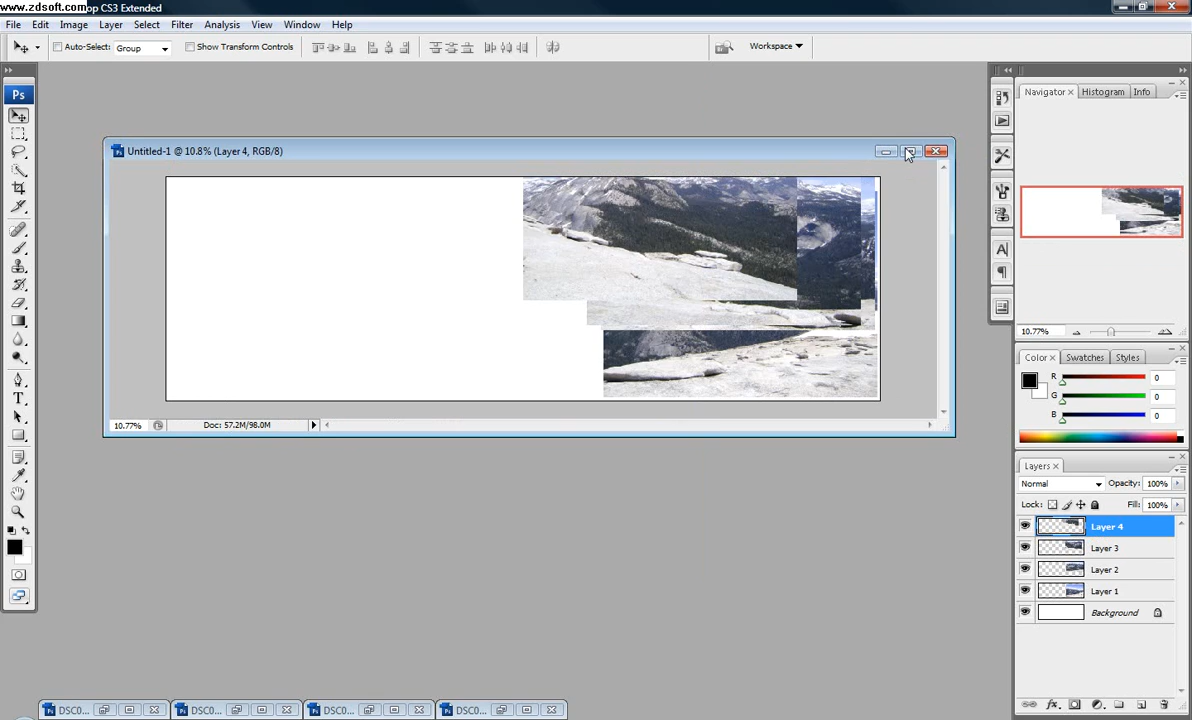 www.zdsoft.com op CS3 Extended
File Edit Image Layer Select Filter Analysis View Window Help
Auto-Select: Group Show Transform Controls Workspace
Ps
Navigator × Histogram Info
Untitled-1 @ 10.8% (Layer 4, RGB/8)
10.77%
Color × Swatches Styles
R 0
G 0
B 0
10.77% Doc: 57.2M/98.0M
Layers ×
Normal Opacity: 100%
Lock: Fill: 100%
Layer 4
Layer 3
Layer 2
Layer 1
Background
DSC0... DSC0... DSC0... DSC0...